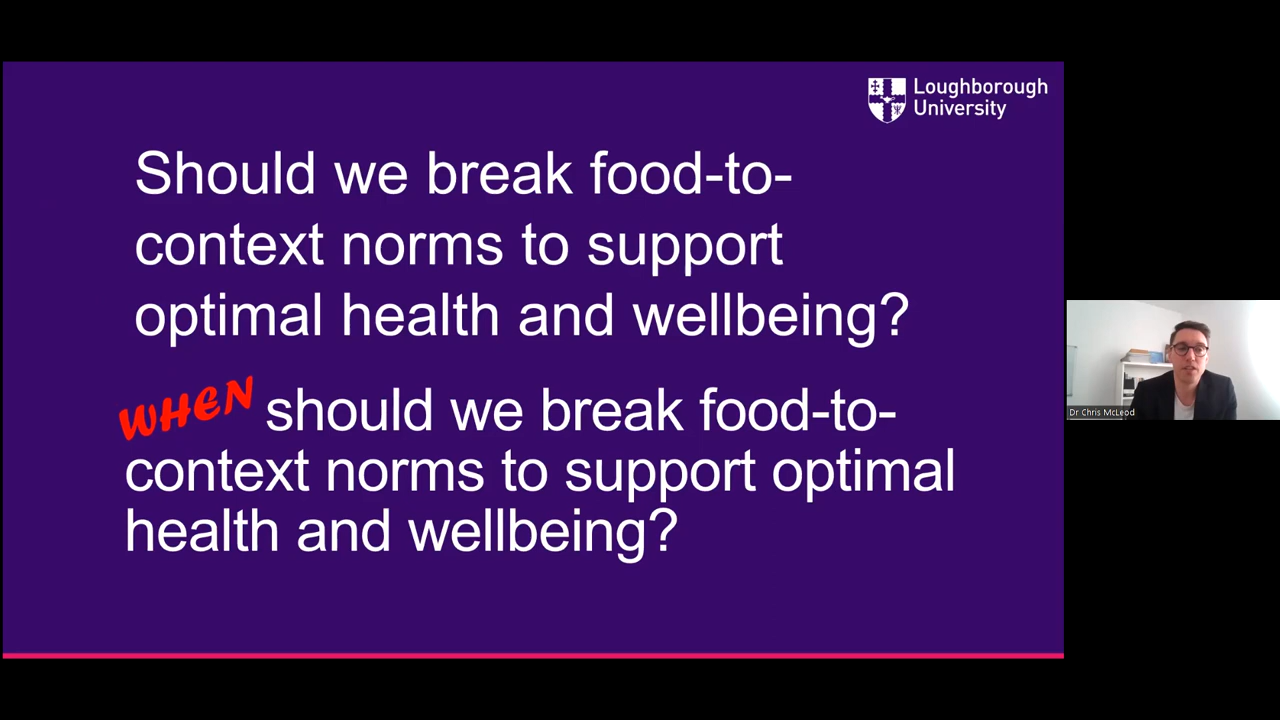 Loughborough
University
Should we break food-to-
context norms to support
optimal health and wellbeing?
WHEN should we break food-to-
context norms to support optimal
health and wellbeing?
Dr Chris McLeod